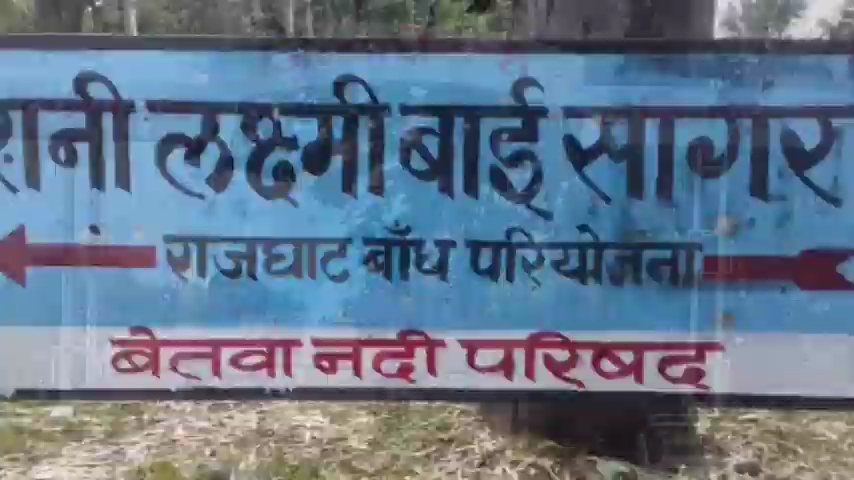 रानी लक्ष्मी बाई सागर
राजघाट बाँध परियोजना
बेतवा नदी परिषद